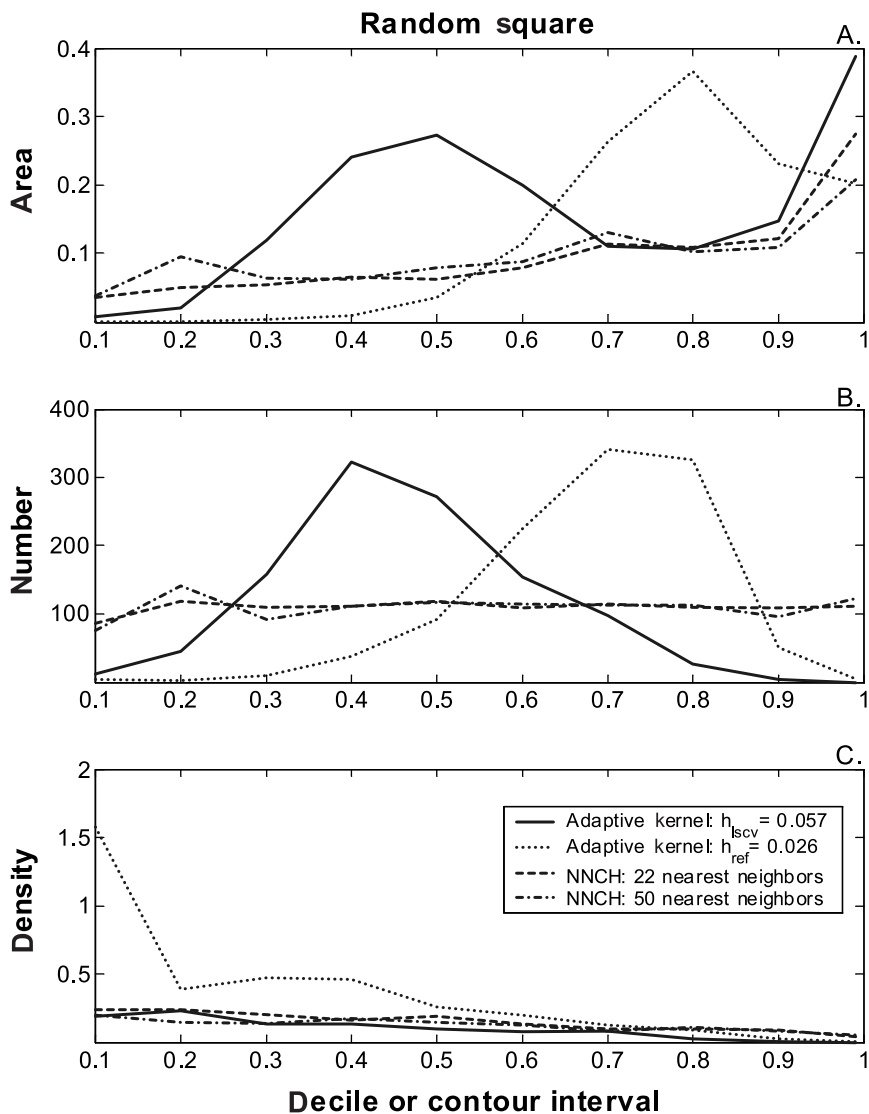 Random square
A.
0.4
0.3
0.2
0.1
Area
0.1 0.2 0.3 0.4 0.5 0.6 0.7 0.8 0.9 1
B.
400
300
200
100
Number
0.1 0.2 0.3 0.4 0.5 0.6 0.7 0.8 0.9 1
C.
2
1.5
1
0.5
Density
Adaptive kernel: hlscv = 0.057
Adaptive kernel: href = 0.026
NNCH: 22 nearest neighbors
NNCH: 50 nearest neighbors
0.1 0.2 0.3 0.4 0.5 0.6 0.7 0.8 0.9 1
Decile or contour interval